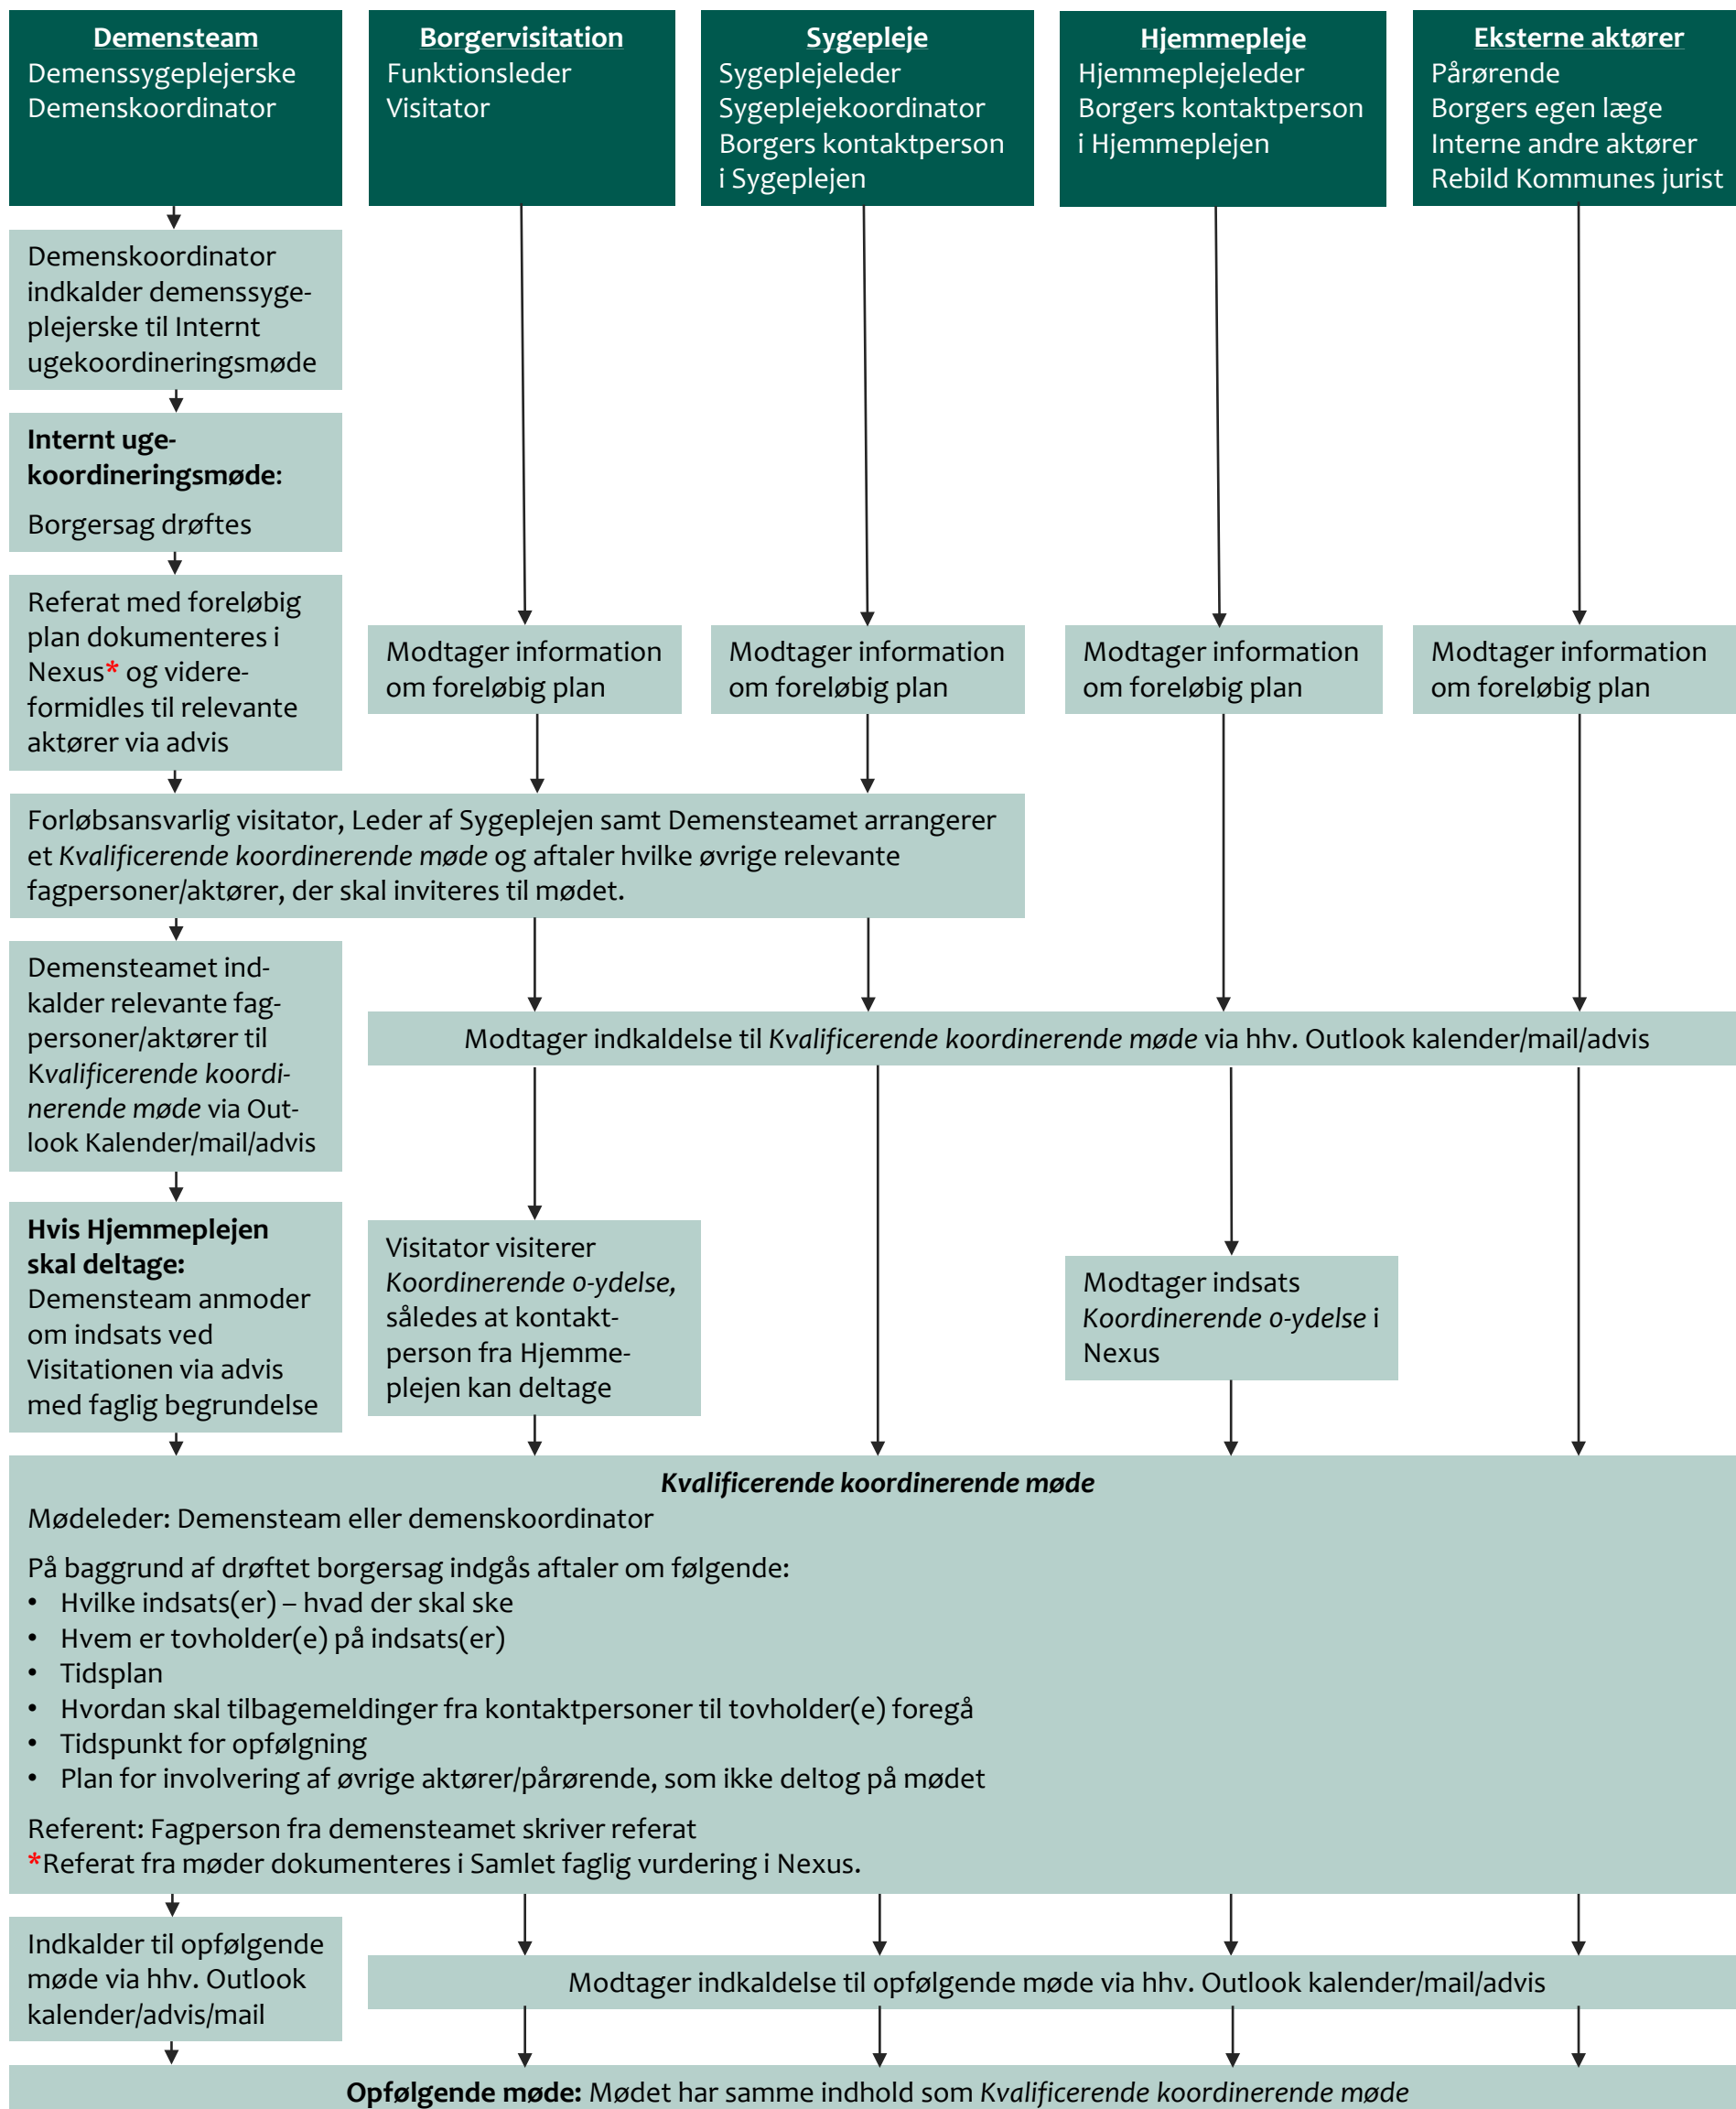 Demensteam
Demenssygeplejerske
Demenskoordinator
Borgervisitation
Funktionsleder
Visitator
Sygepleje
Sygeplejeleder
Sygeplejekoordinator
Borgers kontaktperson
i Sygeplejen
Hjemmepleje
Hjemmeplejeleder
Borgers kontaktperson
i Hjemmeplejen
Eksterne aktører
Pårørende
Borgers egen læge
Interne andre aktører
Rebild Kommunes jurist
Demenskoordinator
indkalder demenssyge-
plejerske til Internt
ugekoordineringsmøde
Internt uge-
koordineringsmøde:
Borgersag drøftes
Referat med foreløbig
plan dokumenteres i
Nexus* og videre-
formidles til relevante
aktører via advis
Modtager information
om foreløbig plan
Modtager information
om foreløbig plan
Modtager information
om foreløbig plan
Modtager information
om foreløbig plan
Forløbsansvarlig visitator, Leder af Sygeplejen samt Demensteamet arrangerer
et Kvalificerende koordinerende møde og aftaler hvilke øvrige relevante
fagpersoner/aktører, der skal inviteres til mødet.
Demensteamet ind-
kalder relevante fag-
personer/aktører til
Kvalificerende koordi-
nerende møde via Out-
look Kalender/mail/advis
Modtager indkaldelse til Kvalificerende koordinerende møde via hhv. Outlook kalender/mail/advis
Hvis Hjemmeplejen
skal deltage:
Demensteam anmoder
om indsats ved
Visitationen via advis
med faglig begrundelse
Visitator visiterer
Koordinerende 0-ydelse,
således at kontakt-
person fra Hjemme-
plejen kan deltage
Modtager indsats
Koordinerende 0-ydelse i
Nexus
Kvalificerende koordinerende møde
Mødeleder: Demensteam eller demenskoordinator
På baggrund af drøftet borgersag indgås aftaler om følgende:
• Hvilke indsats(er) – hvad der skal ske
• Hvem er tovholder(e) på indsats(er)
• Tidsplan
• Hvordan skal tilbagemeldinger fra kontaktpersoner til tovholder(e) foregå
• Tidspunkt for opfølgning
• Plan for involvering af øvrige aktører/pårørende, som ikke deltog på mødet
Referent: Fagperson fra demensteamet skriver referat
*Referat fra møder dokumenteres i Samlet faglig vurdering i Nexus.
Indkalder til opfølgende
møde via hhv. Outlook
kalender/advis/mail
Modtager indkaldelse til opfølgende møde via hhv. Outlook kalender/mail/advis
Opfølgende møde: Mødet har samme indhold som Kvalificerende koordinerende møde